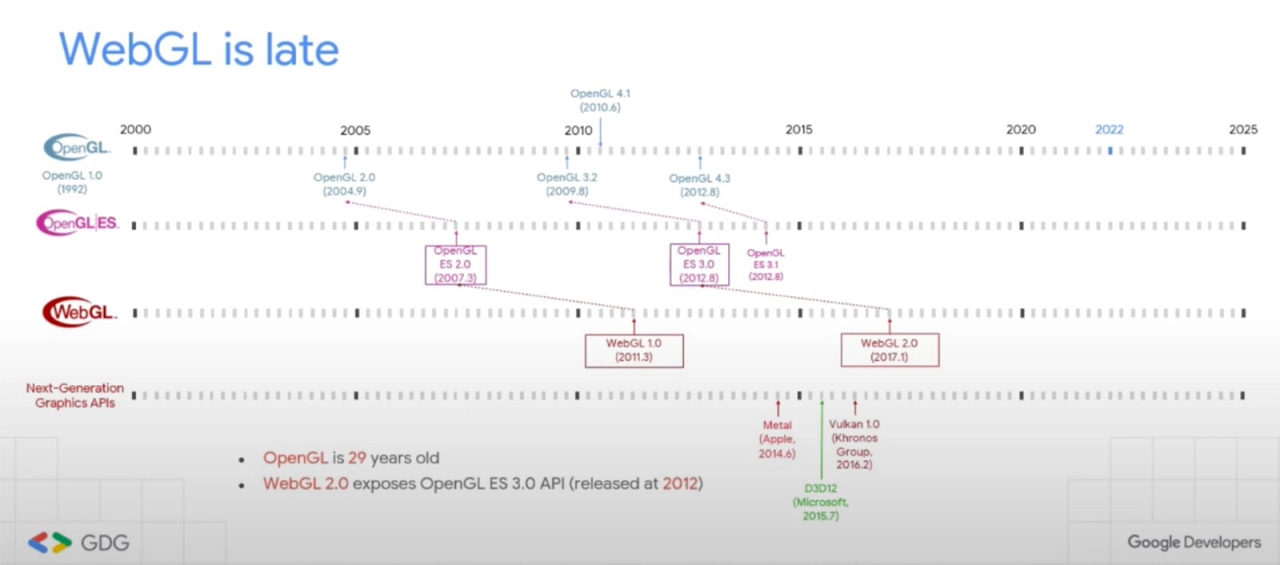 WebGL is late
OpenGL 4.1
(2010.6)
2000
2005
2010
2015
2020
2022
2025
OpenGL.
OpenGL 1.0
(1992)
OpenGL 2.0
(2004.9)
OpenGL 3.2
(2009.8)
OpenGL 4.3
(2012.8)
OpenGL|ES.
OpenGL
ES 2.0
(2007.3)
OpenGL
ES 3.0
(2012.8)
OpenGL
ES 3.1
(2012.8)
WebGL.
WebGL 1.0
(2011.3)
WebGL 2.0
(2017.1)
Next-Generation
Graphics APIs
Metal
(Apple,
2014.6)
Vulkan 1.0
(Khronos
Group,
2016.2)
D3D12
(Microsoft,
2015.7)
• OpenGL is 29 years old
• WebGL 2.0 exposes OpenGL ES 3.0 API (released at 2012)
GDG
Google Developers